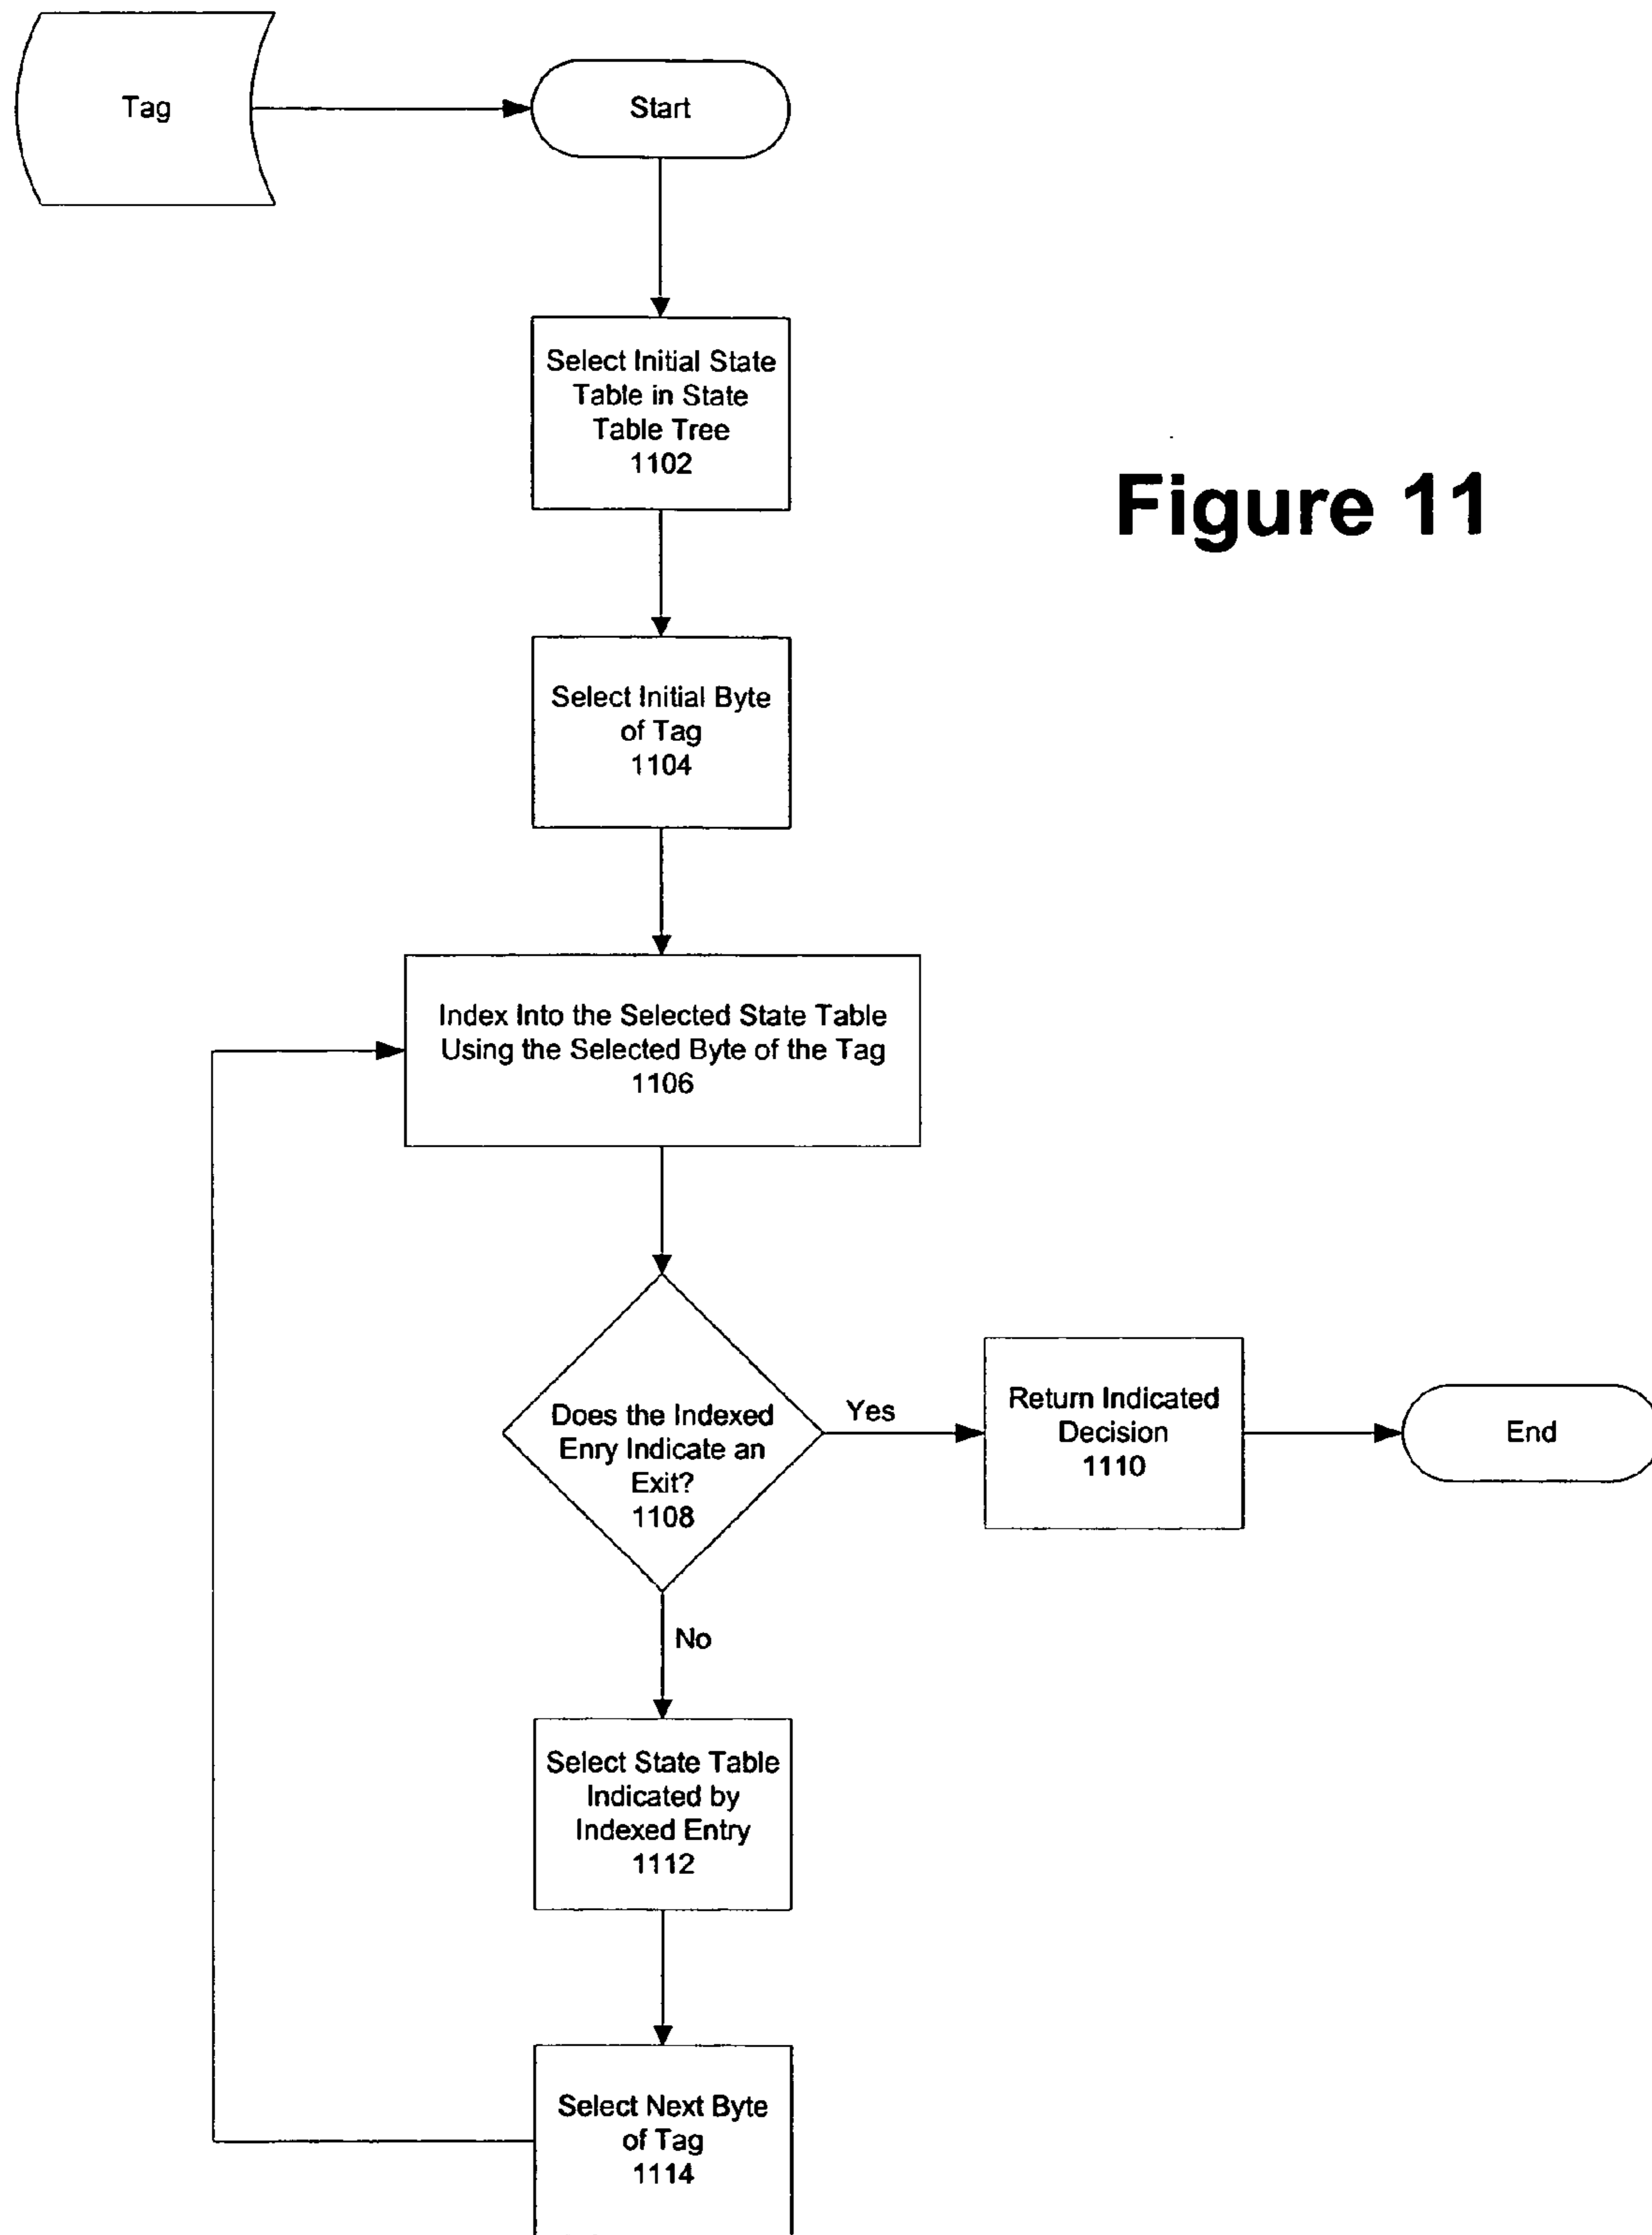 Tag
Start
Select Initial State
Table in State
Table Tree
1102
Figure 11
Select Initial Byte
of Tag
1104
Index Into the Selected State Table
Using the Selected Byte of the Tag
1106
Does the Indexed
Enry Indicate an
Exit?
1108
Yes
Return Indicated
Decision
1110
End
No
Select State Table
Indicated by
Indexed Entry
1112
Select Next Byte
of Tag
1114